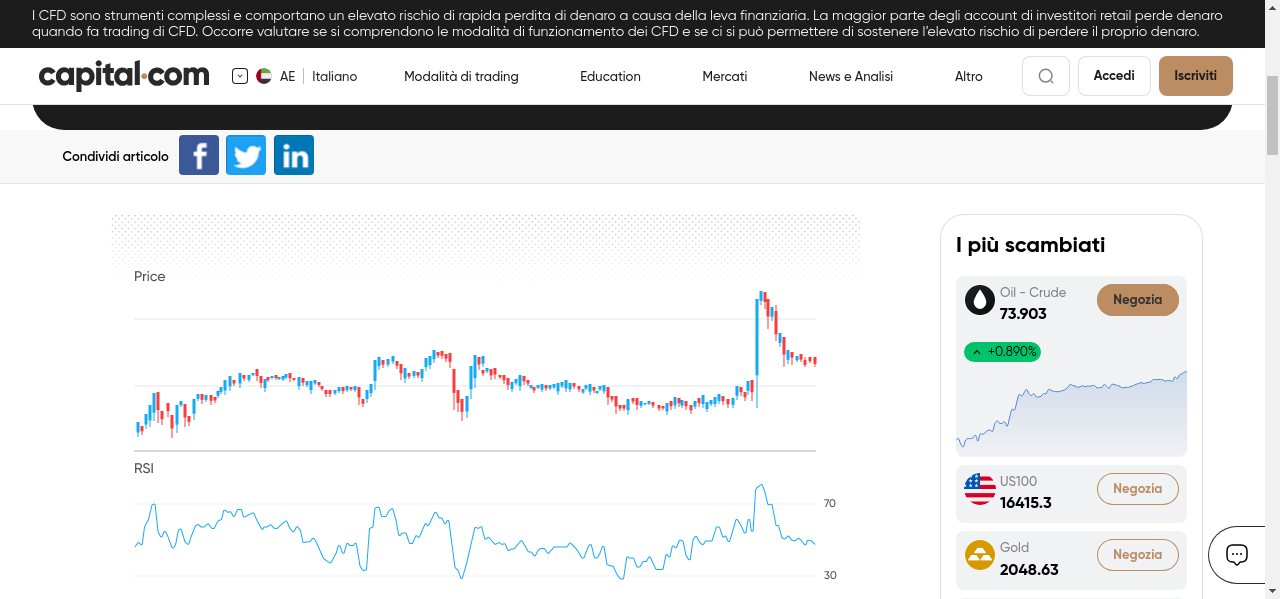 I CFD sono strumenti complessi e comportano un elevato rischio di rapida perdita di denaro a causa della leva finanziaria. La maggior parte degli account di investitori retail perde denaro
quando fa trading di CFD. Occorre valutare se si comprendono le modalità di funzionamento dei CFD e se ci si può permettere di sostenere l’elevato rischio di perdere il proprio denaro.
capital.com AE Italiano Modalità di trading Education Mercati News e Analisi Altro Accedi Iscriviti
Condividi articolo
Price
RSI
70
30
I più scambiati
Oil - Crude
73.903
Negozia
+0.890%
US100
16415.3
Negozia
Gold
2048.63
Negozia